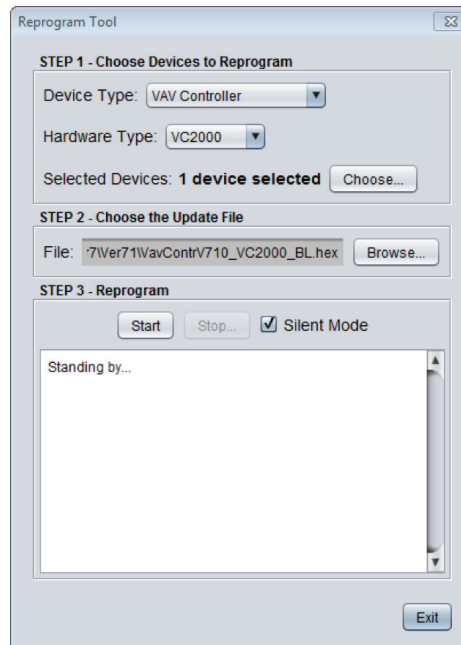 Reprogram Tool
STEP 1 - Choose Devices to Reprogram
Device Type: VAV Controller
Hardware Type: VC2000
Selected Devices: 1 device selected Choose...
STEP 2 - Choose the Update File
File: r7\Ver71\VavContrV710_VC2000_BL.hex Browse...
STEP 3 - Reprogram
Start Stop... Silent Mode
Standing by...
Exit